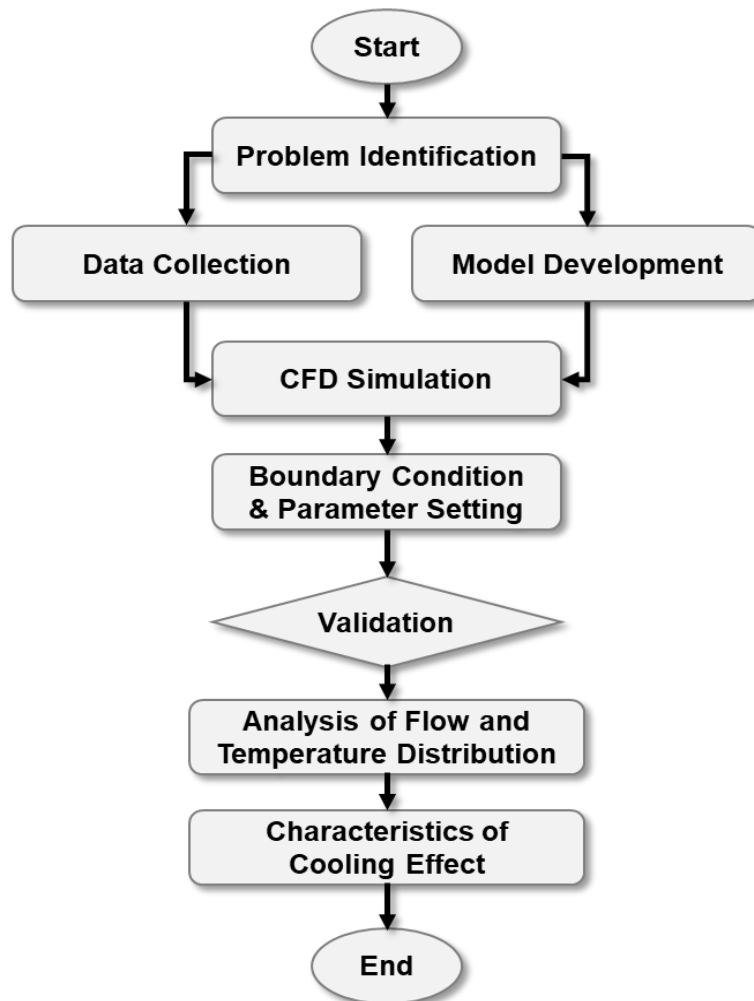 Start
Problem Identification
Data Collection
Model Development
CFD Simulation
Boundary Condition
& Parameter Setting
Validation
Analysis of Flow and
Temperature Distribution
Characteristics of
Cooling Effect
End